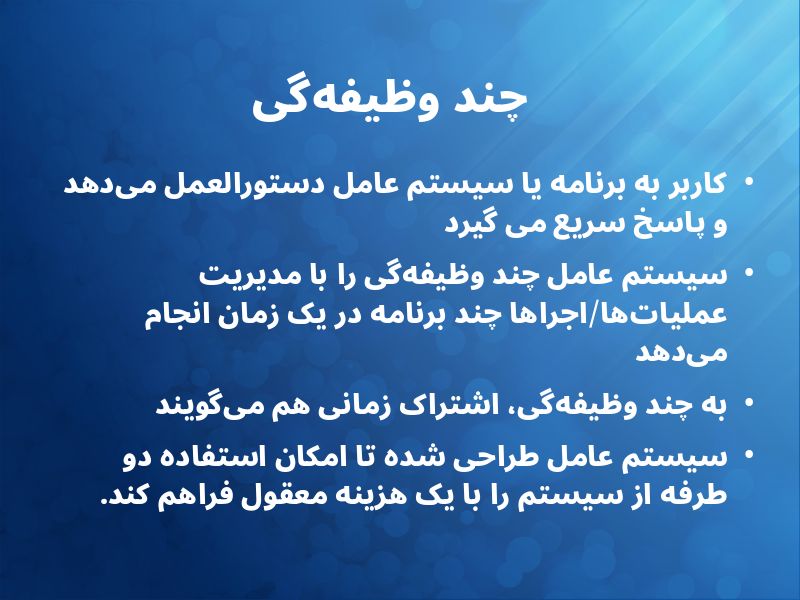 چند وظیفه‌گی
• کاربر به برنامه یا سیستم عامل دستورالعمل می‌دهد
و پاسخ سریع می گیرد
• سیستم عامل چند وظیفه‌گی را با مدیریت
عملیات‌ها/اجراها چند برنامه در یک زمان انجام
می‌دهد
• به چند وظیفه‌گی، اشتراک زمانی هم می‌گویند
• سیستم عامل طراحی شده تا امکان استفاده دو
طرفه از سیستم را با یک هزینه معقول فراهم کند.